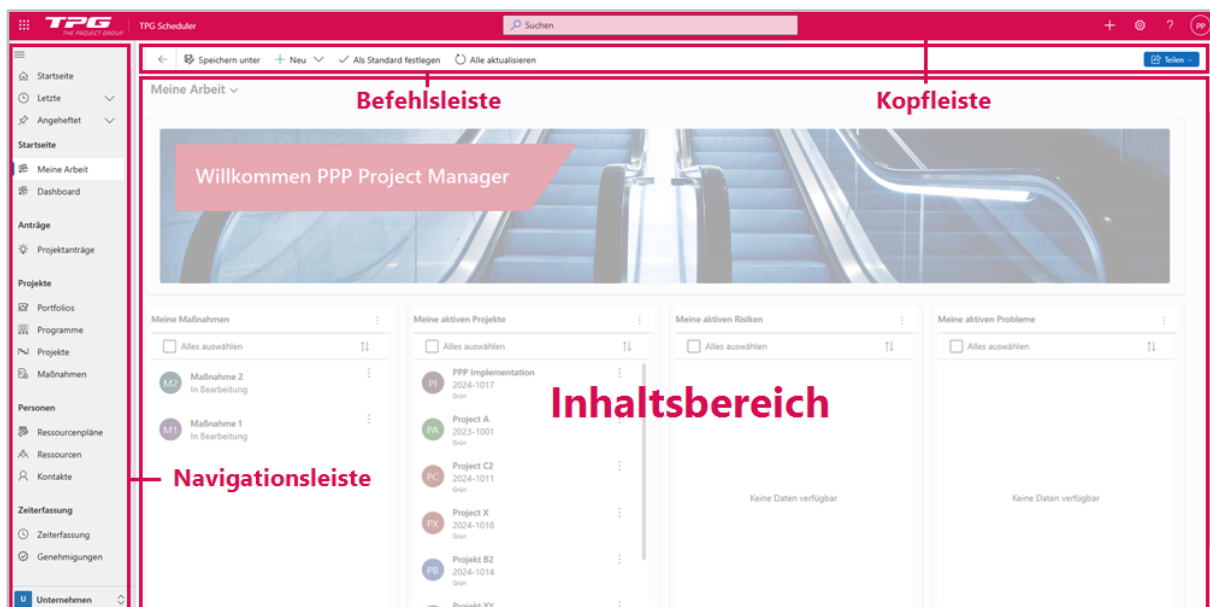 TPG
THE PROJECT GROUP
TPG Scheduler
Suchen
?
PP
Speichern unter
Neu
Als Standard festlegen
Alle aktualisieren
Teilen
Befehlsleiste
Kopfleiste
Startseite
Letzte
Angeheftet
Startseite
Meine Arbeit
Dashboard
Anträge
Projektanträge
Projekte
Portfolios
Programme
Projekte
Maßnahmen
Personen
Ressourcenpläne
Ressourcen
Kontakte
Zeiterfassung
Zeiterfassung
Genehmigungen
U Unternehmen
Navigationsleiste
Meine Arbeit
Willkommen PPP Project Manager
Inhaltsbereich
Meine Maßnahmen
Alles auswählen
M2
Maßnahme 2
In Bearbeitung
M1
Maßnahme 1
In Bearbeitung
Meine aktiven Projekte
Alles auswählen
PI
PPP Implementation
2024-1017
Grün
PA
Project A
2023-1001
Grün
PC
Project C2
2024-1011
Grün
PX
Project X
2024-1018
Grün
PB
Projekt B2
2024-1014
Grün
Projekt XY
Meine aktiven Risiken
Alles auswählen
Keine Daten verfügbar
Meine aktiven Probleme
Alles auswählen
Keine Daten verfügbar